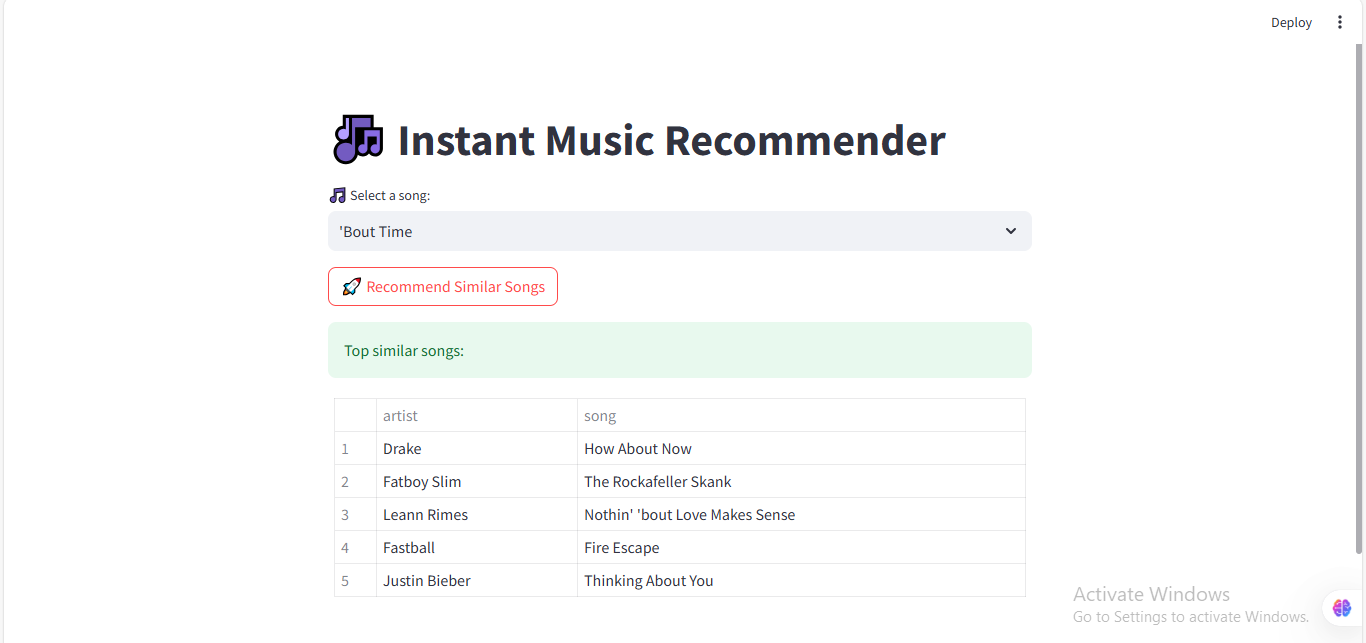 Deploy
Instant Music Recommender
Select a song:
'Bout Time
Recommend Similar Songs
Top similar songs:
artist song
1 Drake How About Now
2 Fatboy Slim The Rockafeller Skank
3 Leann Rimes Nothin' 'bout Love Makes Sense
4 Fastball Fire Escape
5 Justin Bieber Thinking About You
Activate Windows
Go to Settings to activate Windows.